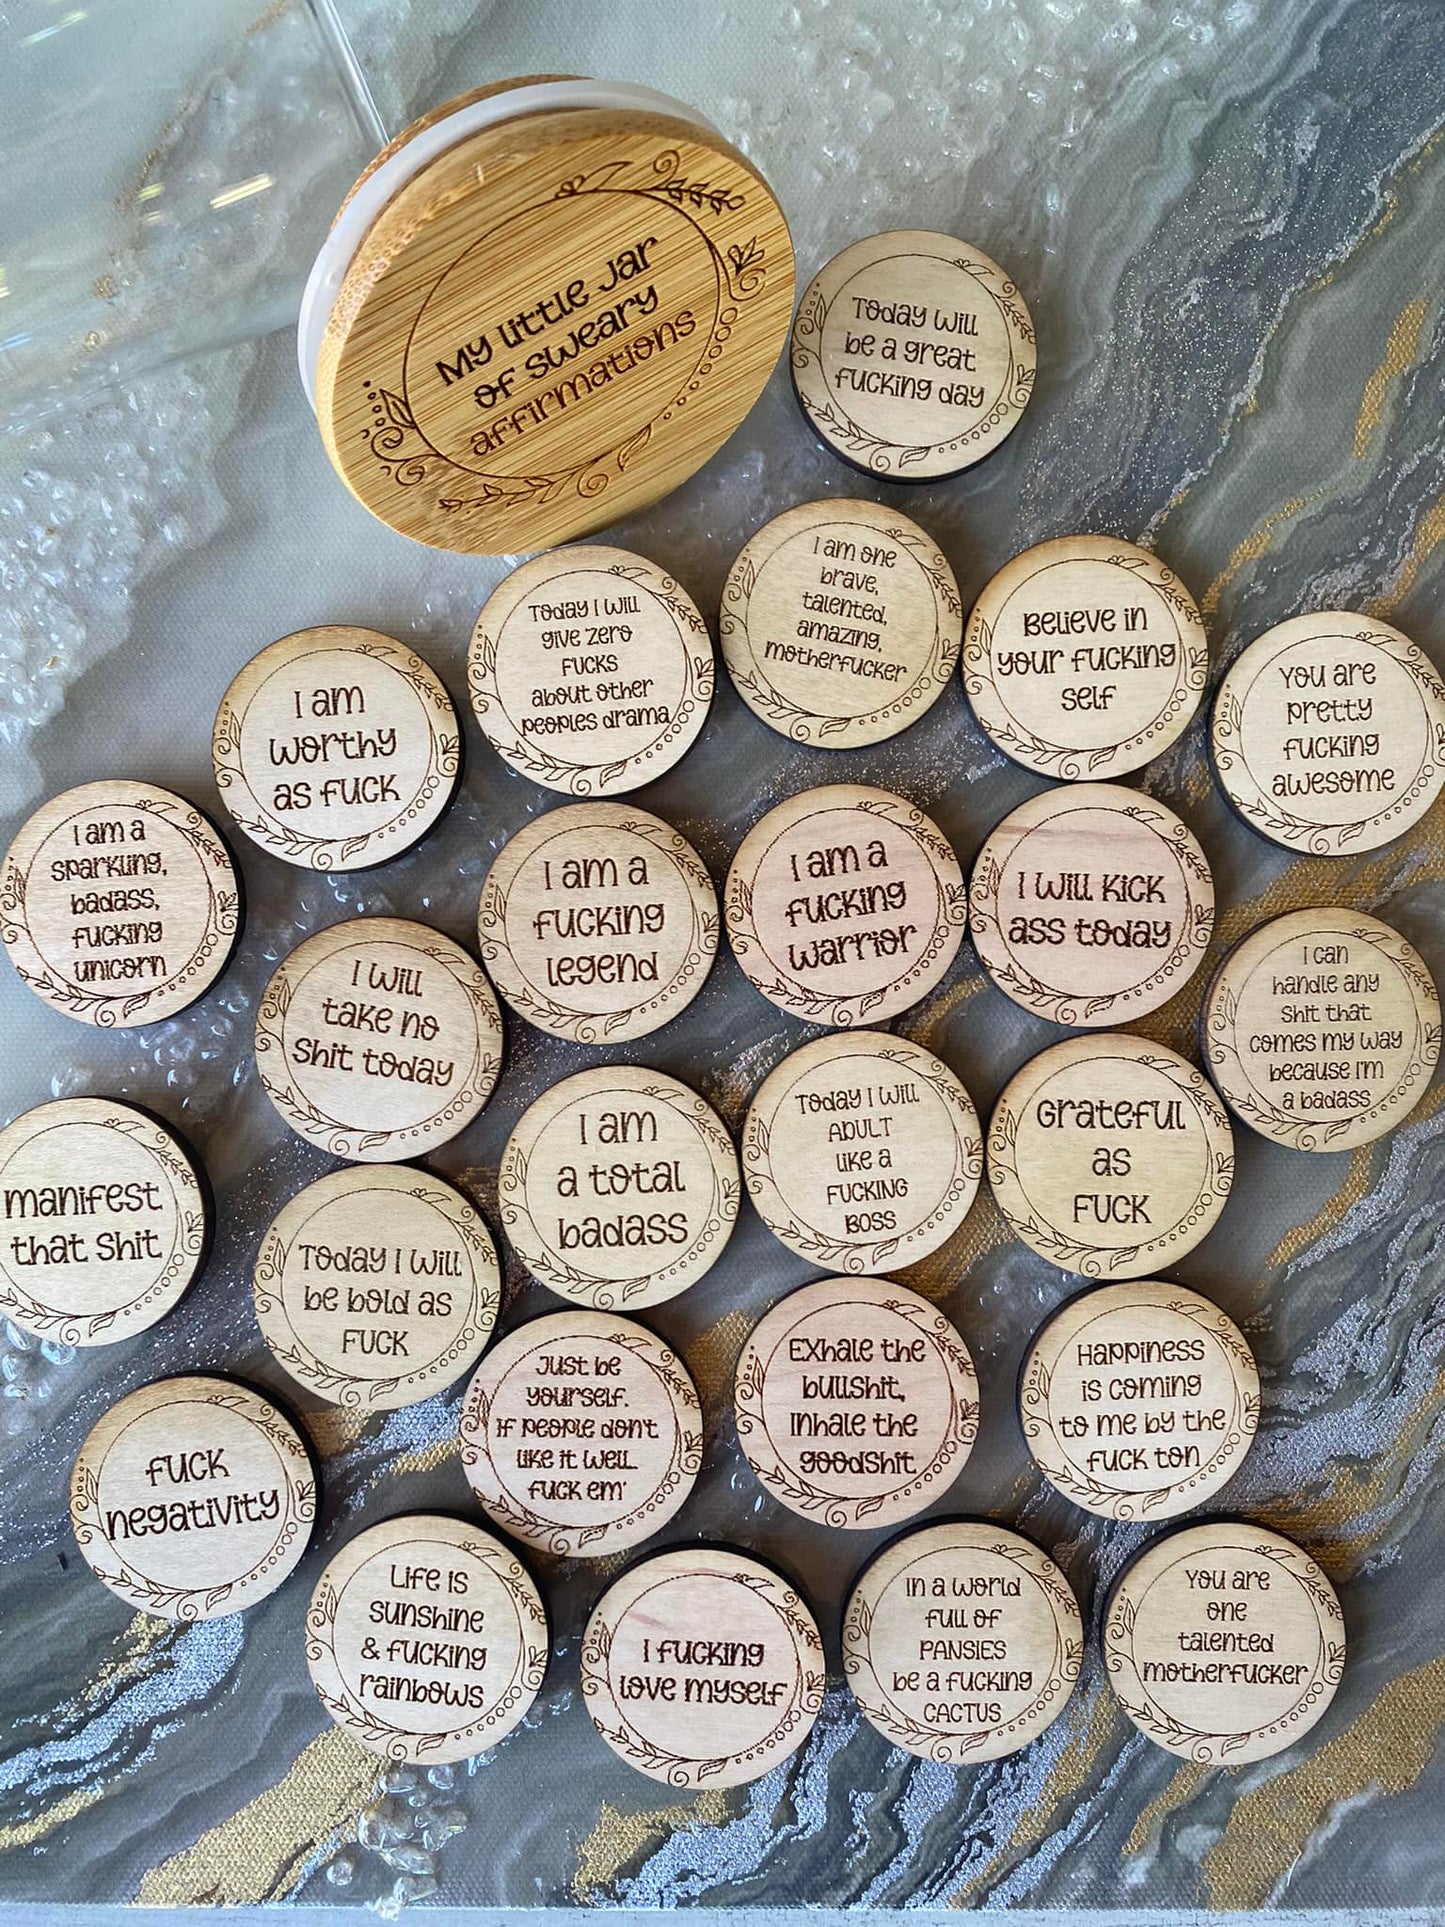 My little Jar
of sweary
affirmations
Today will
be a great
fucking day
Today I will
give zero
fucks
about other
peoples drama
I am one
brave,
talented,
amazing,
motherfucker
Believe in
your fucking
self
You are
pretty
fucking
awesome
I am
worthy
as fuck
I am a
sparkling,
badass,
fucking
unicorn
I am a
fucking
legend
I am a
fucking
warrior
I will kick
ass today
I can
handle any
shit that
comes my way
because I'm
a badass
I will
take no
shit today
manifest
that shit
I am
a total
badass
Today I will
ADULT
like a
FUCKING
BOSS
Grateful
as
FUCK
Today I will
be bold as
FUCK
Just be
yourself.
If people don't
like it well
fuck em'
Exhale the
bullshit,
Inhale the
goodshit
Happiness
is coming
to me by the
fuck ton
fuck
negativity
Life is
sunshine
& fucking
rainbows
I fucking
love myself
In a world
full of
PANSIES
be a fucking
CACTUS
You are
one
talented
motherfucker